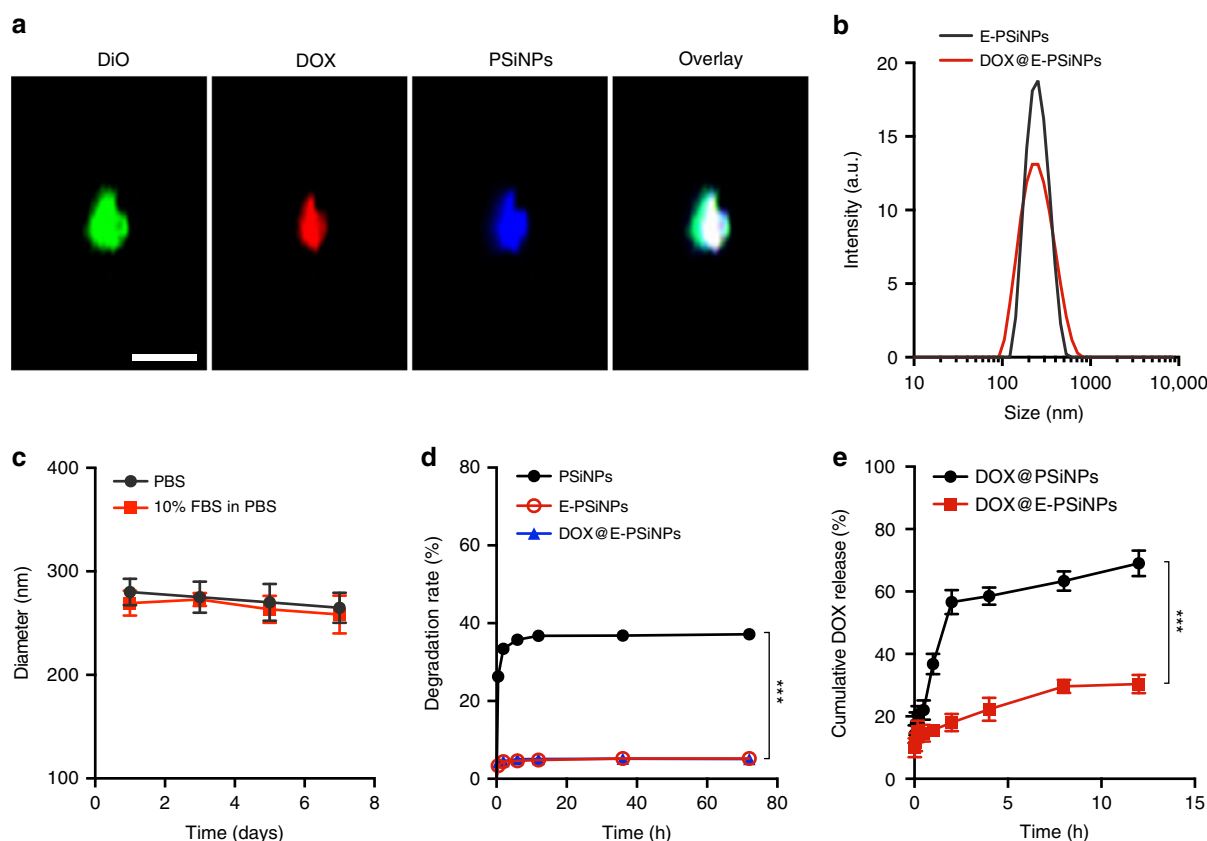 a
DiO
DOX
PSiNPs
Overlay
b
E-PSiNPs
DOX@E-PSiNPs
Intensity (a.u.)
20
15
10
5
0
10
100
1000
10,000
Size (nm)
c
PBS
10% FBS in PBS
Diameter (nm)
400
300
200
100
0
2
4
6
8
Time (days)
d
PSiNPs
E-PSiNPs
DOX@E-PSiNPs
Degradation rate (%)
80
60
40
20
0
0
20
40
60
80
Time (h)
***
e
DOX@PSiNPs
DOX@E-PSiNPs
Cumulative DOX release (%)
100
80
60
40
20
0
0
5
10
15
Time (h)
***